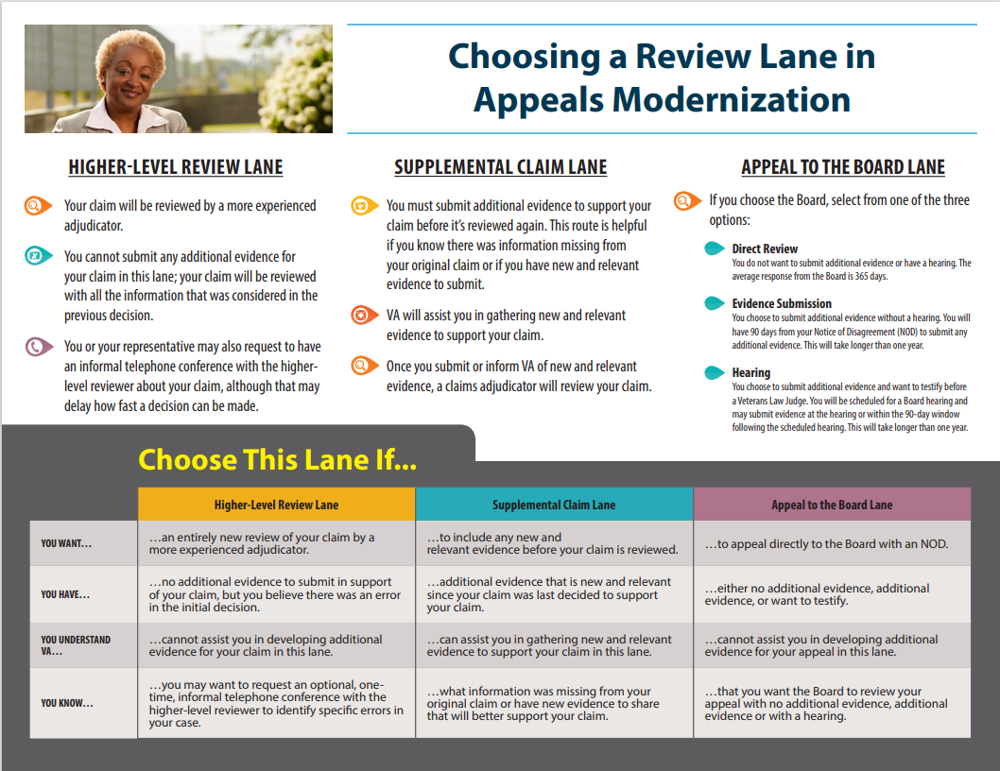 Choosing a Review Lane in
Appeals Modernization
HIGHER-LEVEL REVIEW LANE
Your claim will be reviewed by a more experienced
adjudicator.
You cannot submit any additional evidence for
your claim in this lane; your claim will be reviewed
with all the information that was considered in the
previous decision.
You or your representative may also request to have
an informal telephone conference with the higher-
level reviewer about your claim, although that may
delay how fast a decision can be made.
SUPPLEMENTAL CLAIM LANE
You must submit additional evidence to support your
claim before it's reviewed again. This route is helpful
if you know there was information missing from
your original claim or if you have new and relevant
evidence to submit.
VA will assist you in gathering new and relevant
evidence to support your claim.
Once you submit or inform VA of new and relevant
evidence, a claims adjudicator will review your claim.
APPEAL TO THE BOARD LANE
If you choose the Board, select from one of the three
options:
Direct Review
You do not want to submit additional evidence or have a hearing. The
average response from the Board is 365 days.
Evidence Submission
You choose to submit additional evidence without a hearing. You will
have 90 days from your Notice of Disagreement (NOD) to submit any
additional evidence. This will take longer than one year.
Hearing
You choose to submit additional evidence and want to testify before
a Veterans Law Judge. You will be scheduled for a Board hearing and
may submit evidence at the hearing or within the 90-day window
following the scheduled hearing. This will take longer than one year.
Choose This Lane If...
Higher-Level Review Lane
Supplemental Claim Lane
Appeal to the Board Lane
YOU WANT…
…an entirely new review of your claim by a
more experienced adjudicator.
…to include any new and
relevant evidence before your claim is reviewed.
…to appeal directly to the Board with an NOD.
YOU HAVE…
…no additional evidence to submit in support
of your claim, but you believe there was an error
in the initial decision.
…additional evidence that is new and relevant
since your claim was last decided to support
your claim.
…either no additional evidence, additional
evidence, or want to testify.
YOU UNDERSTAND
VA…
…cannot assist you in developing additional
evidence for your claim in this lane.
…can assist you in gathering new and relevant
evidence to support your claim in this lane.
…cannot assist you in developing additional
evidence for your appeal in this lane.
YOU KNOW…
…you may want to request an optional, one-
time, informal telephone conference with the
higher-level reviewer to identify specific errors in
your case.
…what information was missing from your
original claim or have new evidence to share
that will better support your claim.
…that you want the Board to review your
appeal with no additional evidence, additional
evidence or with a hearing.